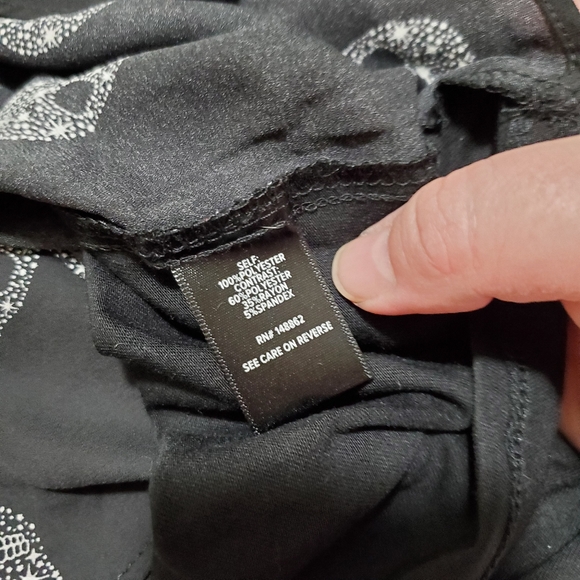 SELF:
100%POLYESTER
CONTRAST:
60%POLYESTER
35%RAYON
5%SPANDEX
RN# 148862
SEE CARE ON REVERSE